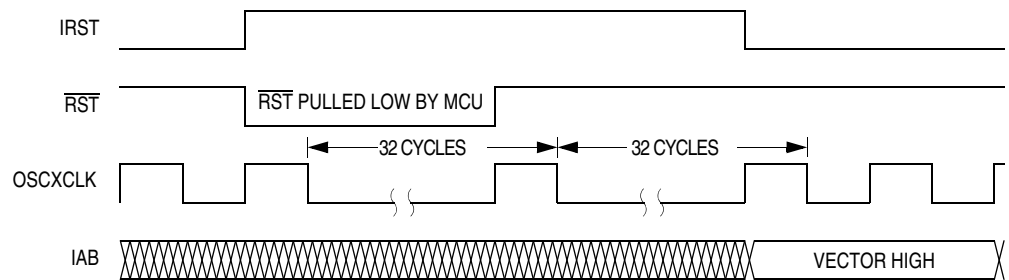 IRST
RST
RST PULLED LOW BY MCU
32 CYCLES
32 CYCLES
OSCXCLK
IAB
VECTOR HIGH